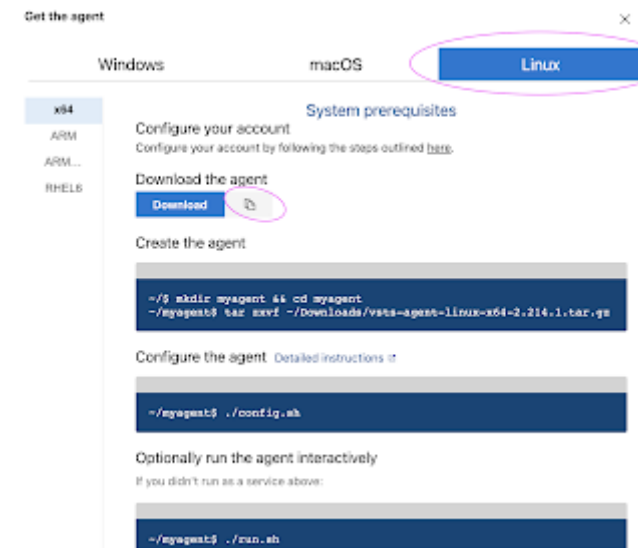 Get the agent
Windows
macOS
Linux
x64
ARM
ARM...
RHEL6
System prerequisites
Configure your account
Configure your account by following the steps outlined here.
Download the agent
Download
Create the agent
~/$ mkdir myagent && cd myagent
~/myagent$ tar zxvf ~/Downloads/vsts-agent-linux-x64-2.214.1.tar.gz
Configure the agent Detailed instructions
~/myagent$ ./config.sh
Optionally run the agent interactively
If you didn't run as a service above:
~/myagent$ ./run.sh